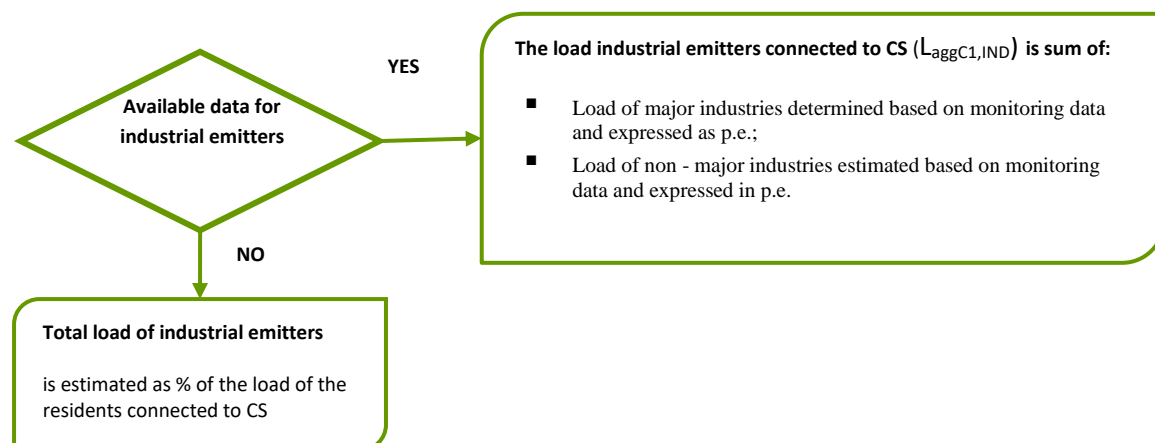 Available data for
industrial emitters
YES
The load industrial emitters connected to CS (LaggC1,IND) is sum of:
▪ Load of major industries determined based on monitoring data
and expressed as p.e.;
▪ Load of non - major industries estimated based on monitoring
data and expressed in p.e.
NO
Total load of industrial emitters
is estimated as % of the load of the
residents connected to CS